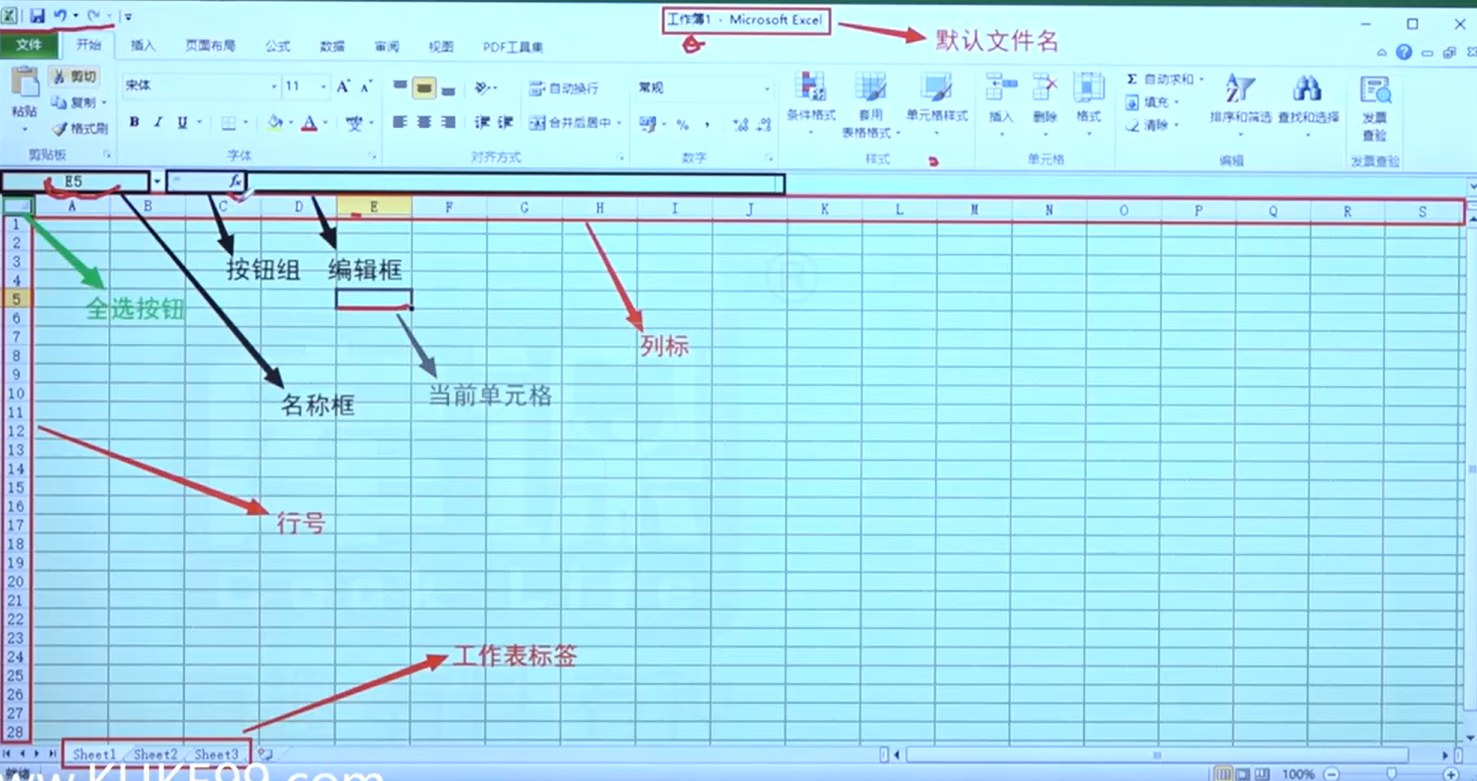 工作簿1 - Microsoft Excel
默认文件名
文件 开始 插入 页面布局 公式 数据 审阅 视图 PDF工具集
剪切 宋体 11 A A 自动换行 常规 Σ 自动求和
粘贴 复制 填充
格式刷 B I U A 合并后居中 % , 条件格式 套用 单元格样式 插入 删除 格式 清除 排序和筛选 查找和选择 发票
表格格式 查验
剪贴板 字体 对齐方式 数字 样式 单元格 编辑 发票查验
E5 fx
A B C D E F G H I J K L M N O P Q R S
1
2
3
按钮组 编辑框
4
全选按钮
5
6
7
列标
8
9
10
当前单元格
名称框
11
12
13
14
15
16
17
行号
18
19
20
21
22
23
24
工作表标签
25
26
27
28
Sheet1 Sheet2 Sheet3
就绪 100%
www.KUKE99.com